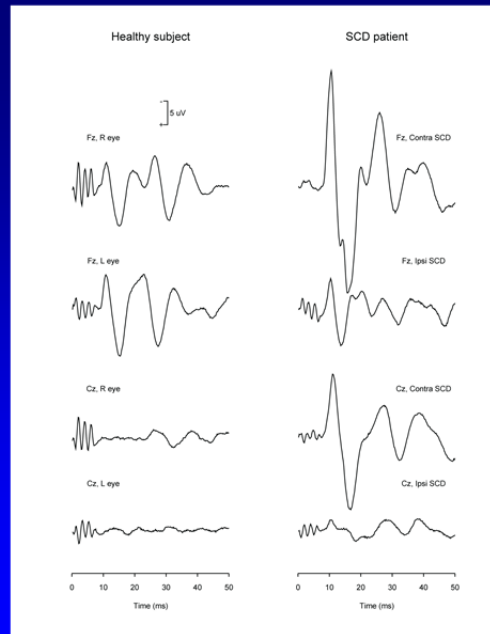 Healthy subject
SCD patient
5 uV
Fz, R eye
Fz, Contra SCD
Fz, L eye
Fz, Ipsi SCD
Cz, R eye
Cz, Contra SCD
Cz, L eye
Cz, Ipsi SCD
0 10 20 30 40 50
0 10 20 30 40 50
Time (ms)
Time (ms)